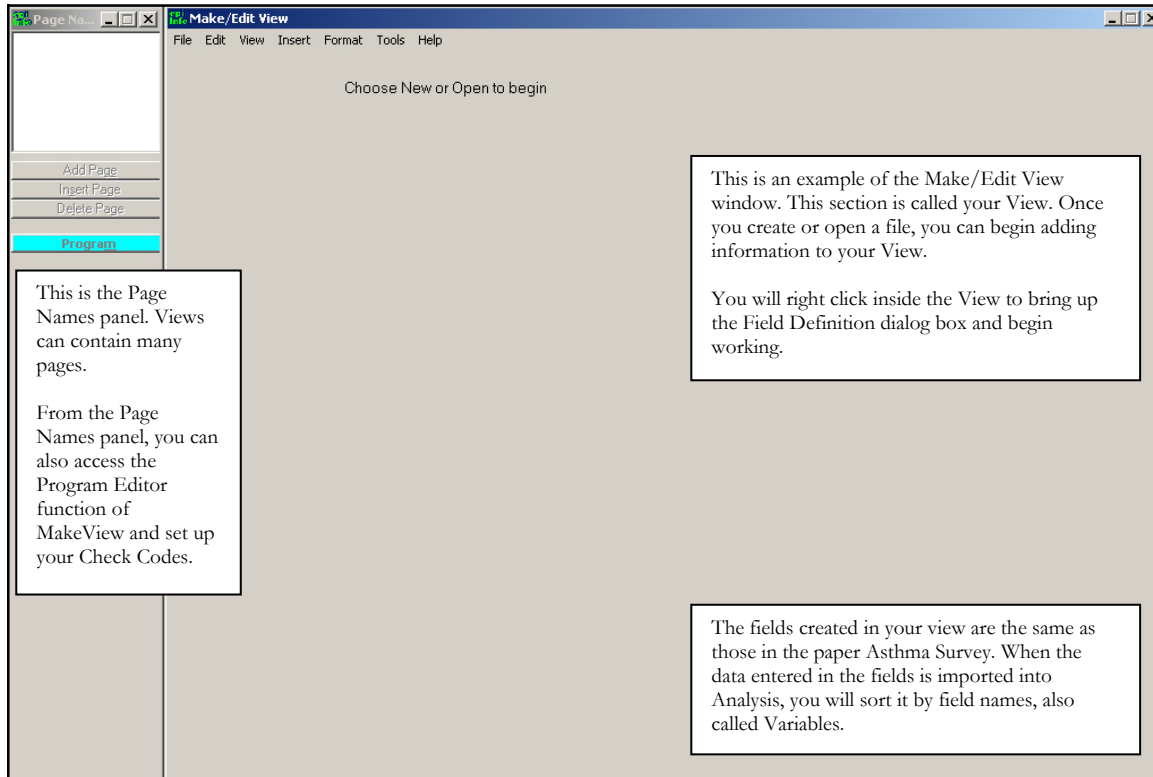 Epi Info
Page Na...
Epi Info
Make/Edit View
File Edit View Insert Format Tools Help
Choose New or Open to begin
Add Page
Insert Page
Delete Page
Program
This is the Page
Names panel. Views
can contain many
pages.
From the Page
Names panel, you can
also access the
Program Editor
function of
MakeView and set up
your Check Codes.
This is an example of the Make/Edit View
window. This section is called your View. Once
you create or open a file, you can begin adding
information to your View.
You will right click inside the View to bring up
the Field Definition dialog box and begin
working.
The fields created in your view are the same as
those in the paper Asthma Survey. When the
data entered in the fields is imported into
Analysis, you will sort it by field names, also
called Variables.